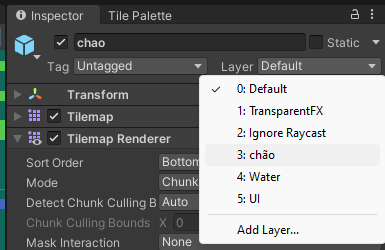 Inspector Tile Palette
chao Static
Tag Untagged Layer Default
Transform
Tilemap
Tilemap Renderer
Sort Order Bottom
Mode Chunk
Detect Chunk Culling B Auto
Chunk Culling Bounds X 0
Mask Interaction None
0: Default
1: TransparentFX
2: Ignore Raycast
3: chão
4: Water
5: UI
Add Layer...